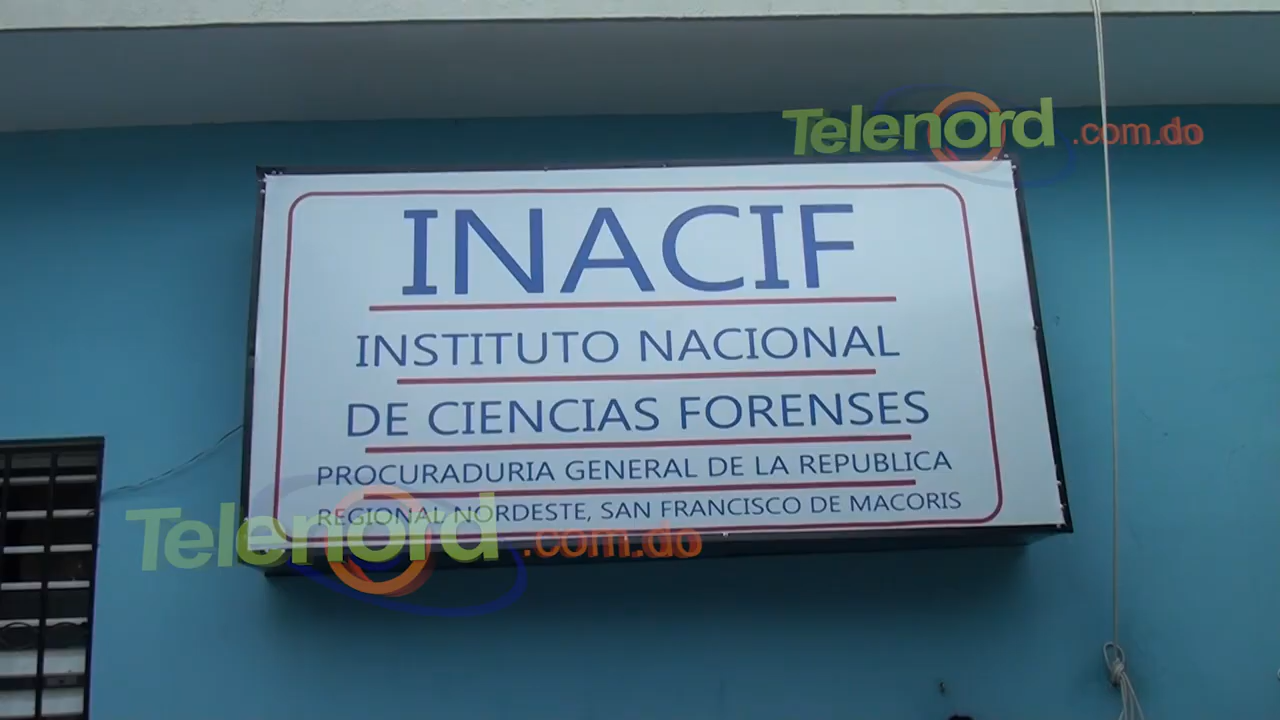 Telenord.com.do
INACIF
INSTITUTO NACIONAL
DE CIENCIAS FORENSES
PROCURADURIA GENERAL DE LA REPUBLICA
REGIONAL NORDESTE, SAN FRANCISCO DE MACORIS
Telenord.com.do